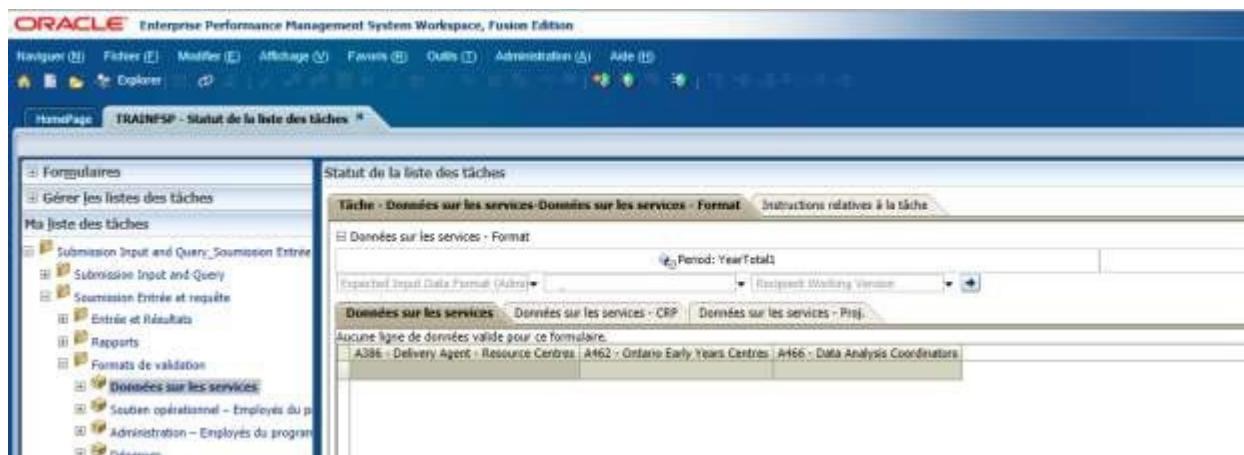 ORACLE Enterprise Performance Management System Workspace, Fusion Edition
Naviguer (N) Fichier (F) Modifier (E) Affichage (V) Favoris (R) Outils (T) Administration (A) Aide (H)
Explorer
HomePage TRAINFSP - Statut de la liste des tâches
Formulaires
Gérer les listes des tâches
Ma liste des tâches
Submission Input and Query_Soumission Entrée
Submission Input and Query
Soumission Entrée et requête
Entrée et Résultats
Rapports
Formats de validation
Données sur les services
Soutien opérationnel – Employés du p
Administration – Employés du program
Statut de la liste des tâches
Tâche - Données sur les services-Données sur les services - Format Instructions relatives à la tâche
Données sur les services - Format
Period: YearTotal1
Expected Input Data Format (Admin Recipient Working Version
Données sur les services Données sur les services - CRP Données sur les services - Proj.
Aucune ligne de données valide pour ce formulaire.
A386 - Delivery Agent - Resource Centres A462 - Ontario Early Years Centres A466 - Data Analysis Coordinators